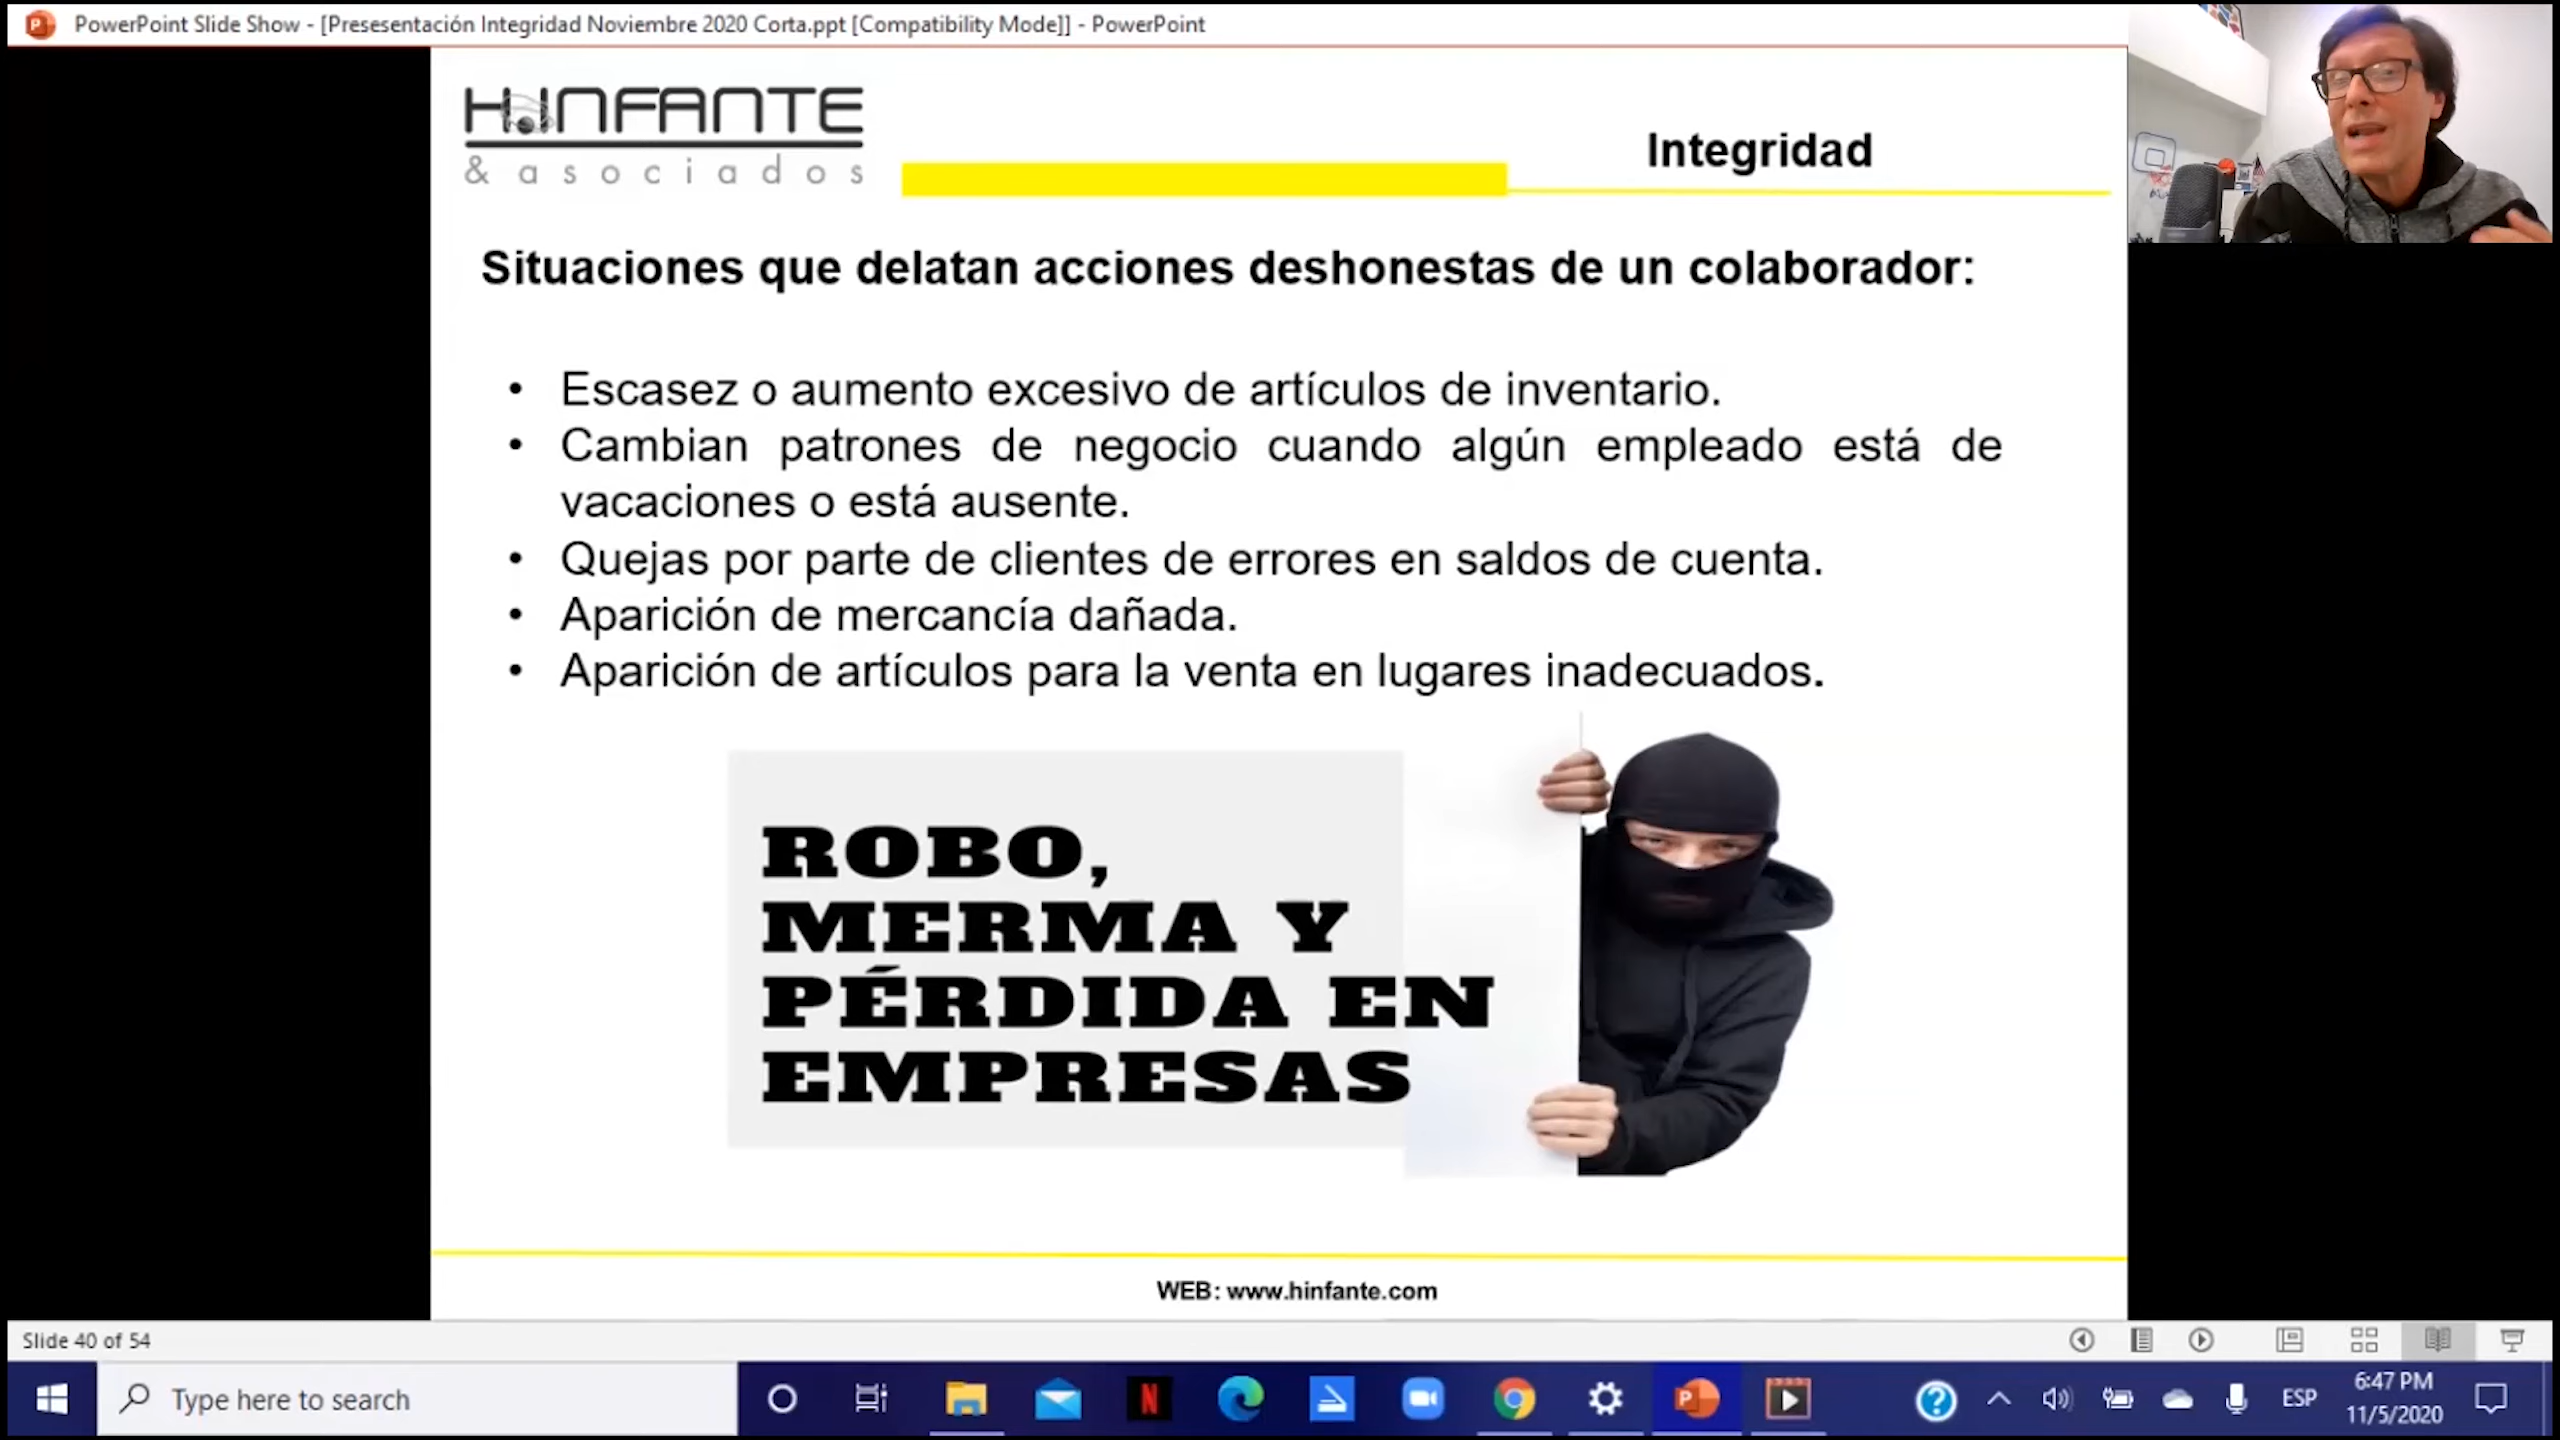 PowerPoint Slide Show - [Presesentación Integridad Noviembre 2020 Corta.ppt [Compatibility Mode]] - PowerPoint
H.INFANTE
& asociados
Integridad
Situaciones que delatan acciones deshonestas de un colaborador:
• Escasez o aumento excesivo de artículos de inventario.
• Cambian patrones de negocio cuando algún empleado está de
vacaciones o está ausente.
• Quejas por parte de clientes de errores en saldos de cuenta.
• Aparición de mercancía dañada.
• Aparición de artículos para la venta en lugares inadecuados.
ROBO,
MERMA Y
PÉRDIDA EN
EMPRESAS
WEB: www.hinfante.com
Slide 40 of 54
Type here to search
ESP
6:47 PM
11/5/2020